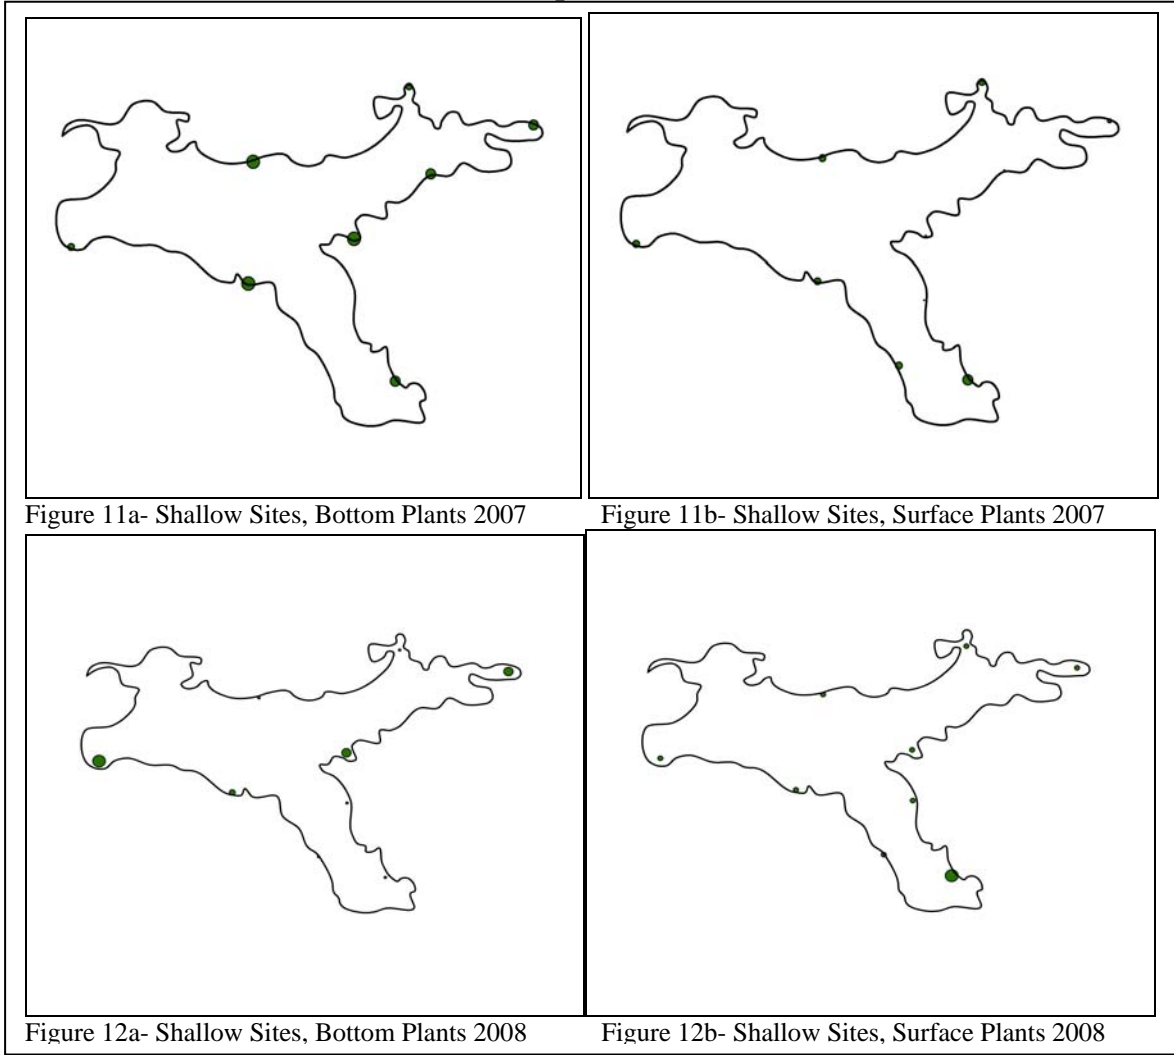 Figure 11a- Shallow Sites, Bottom Plants 2007
Figure 11b- Shallow Sites, Surface Plants 2007
Figure 12a- Shallow Sites, Bottom Plants 2008
Figure 12b- Shallow Sites, Surface Plants 2008